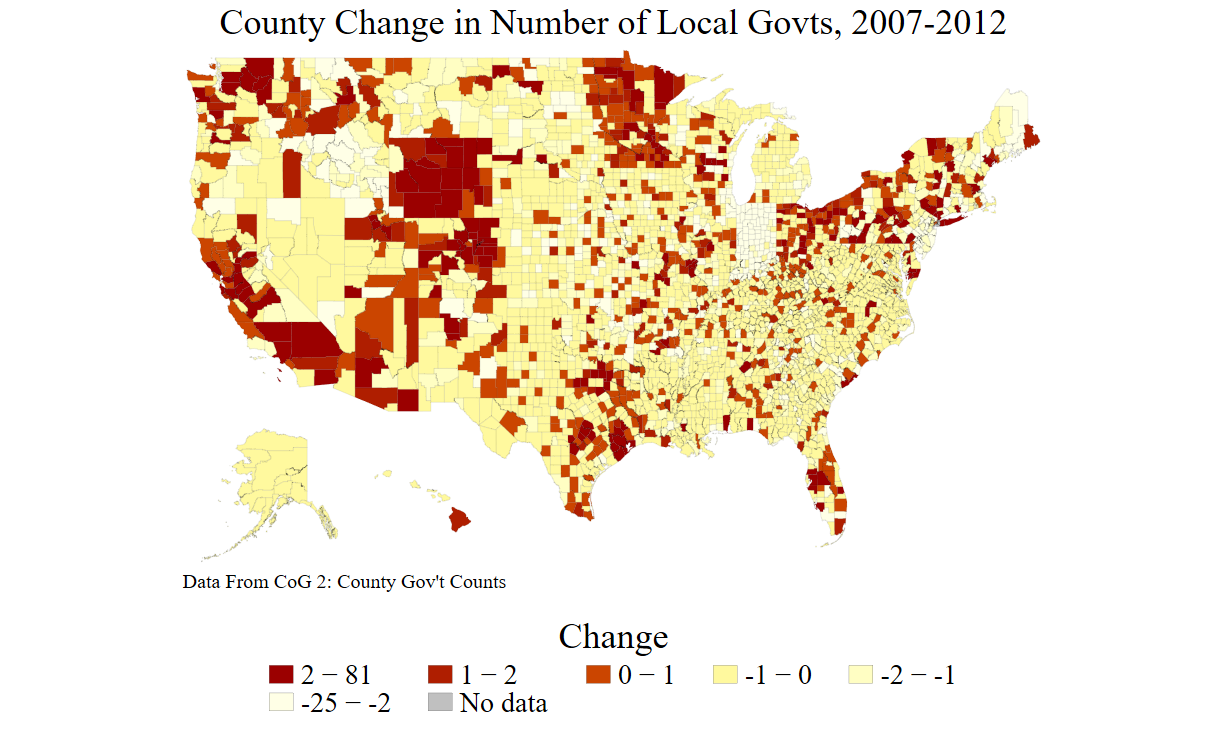 County Change in Number of Local Govts, 2007-2012
Data From CoG 2: County Gov't Counts
Change
2 − 81 1 − 2 0 − 1 -1 − 0 -2 − -1
-25 − -2 No data